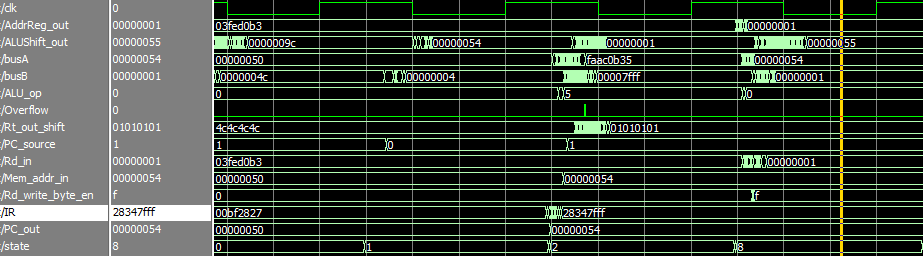 :/clk 0
:/AddrReg_out 00000001 03fed0b3 00000001
:/ALUShift_out 00000055 0000009c 00000054 00000001 00000055
:/busA 00000054 00000050 faac0b35 00000054
:/busB 00000001 0000004c 00000004 00007fff 00000001
:/ALU_op 0 0 5 0
:/Overflow 0
:/Rt_out_shift 01010101 4c4c4c4c 01010101
:/PC_source 1 1 0 1
:/Rd_in 00000001 03fed0b3 00000001
:/Mem_addr_in 00000054 00000050 00000054
:/Rd_write_byte_en f 0 f
:/IR 28347fff 00bf2827 28347fff
:/PC_out 00000054 00000050 00000054
:/state 8 0 1 2 8